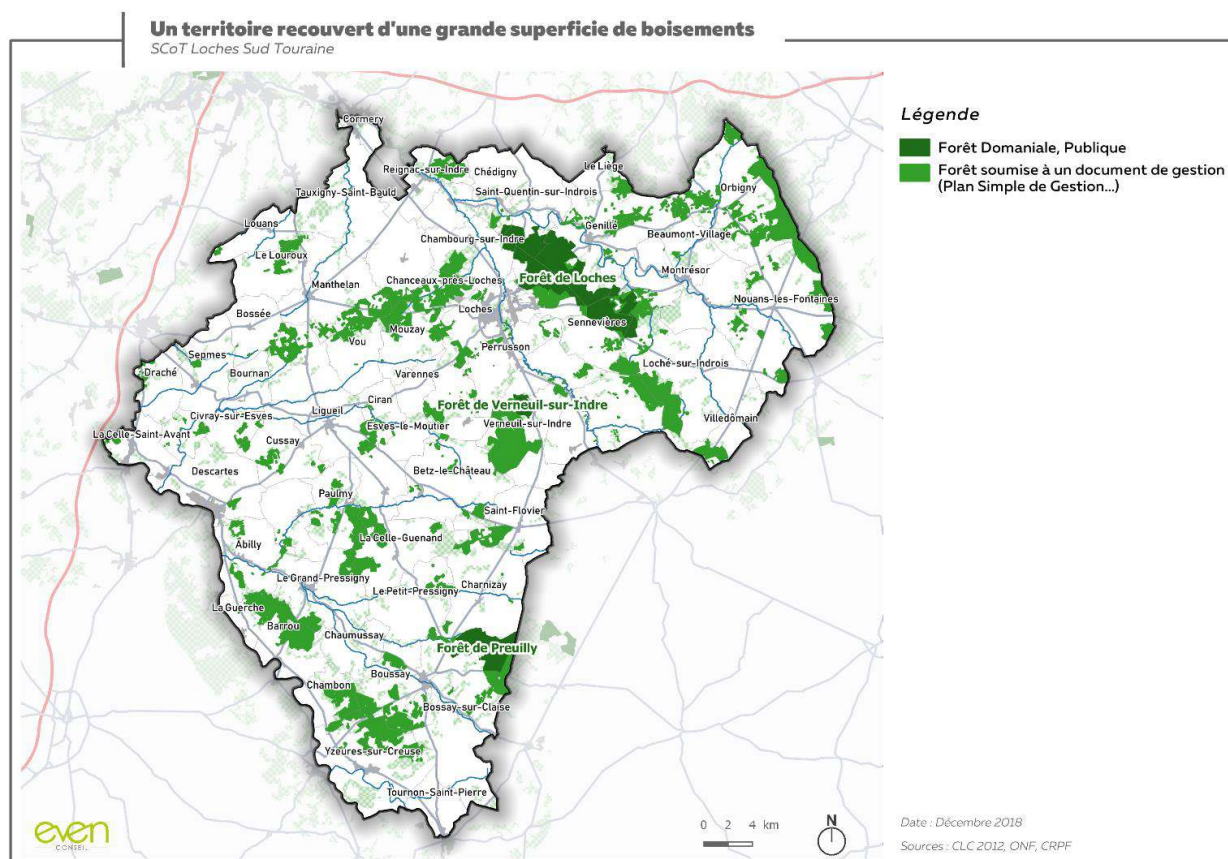 Un territoire recouvert d'une grande superficie de boisements
SCoT Loches Sud Touraine
Légende
Forêt Domaniale, Publique
Forêt soumise à un document de gestion
(Plan Simple de Gestion...)
Cormery
Reignac-sur-Indre
Chédigny
le Liège
Tauxigny-Saint-Bauld
Saint-Quentin-sur-Indrois
Orbigny
Louans
Genillé
Beaumont-Village
Chambourg-sur-Indre
Le Louroux
Forêt de Loches
Montrésor
Manthelan
Chanceaux-près-Loches
Nouans-les-Fontaines
Bossée
Loches
Mouzay
Sennevières
Vou
Perrusson
Sepmes
Loché-sur-Indrois
Draché
Bournan
Varennes
Ciran
Forêt de Verneuil-sur-Indre
Civray-sur-Esves
Ligueil
Villedômain
Esves-le-Moutier
Verneuil-sur-Indre
La Celle-Saint-Avant
Cussay
Descartes
Betz-le-Château
Paulmy
Saint-Flovier
Abilly
La Celle-Guenand
Le Grand-Pressigny
Charnizay
Le Petit-Pressigny
La Guerche
Barrou
Chaumussay
Forêt de Preuilly
Boussay
Chambon
Bossay-sur-Claise
Yzeures-sur-Creuse
Tournon-Saint-Pierre
even
CONSEIL
0 2 4 km
N
Date : Décembre 2018
Sources : CLC 2012, ONF, CRPF